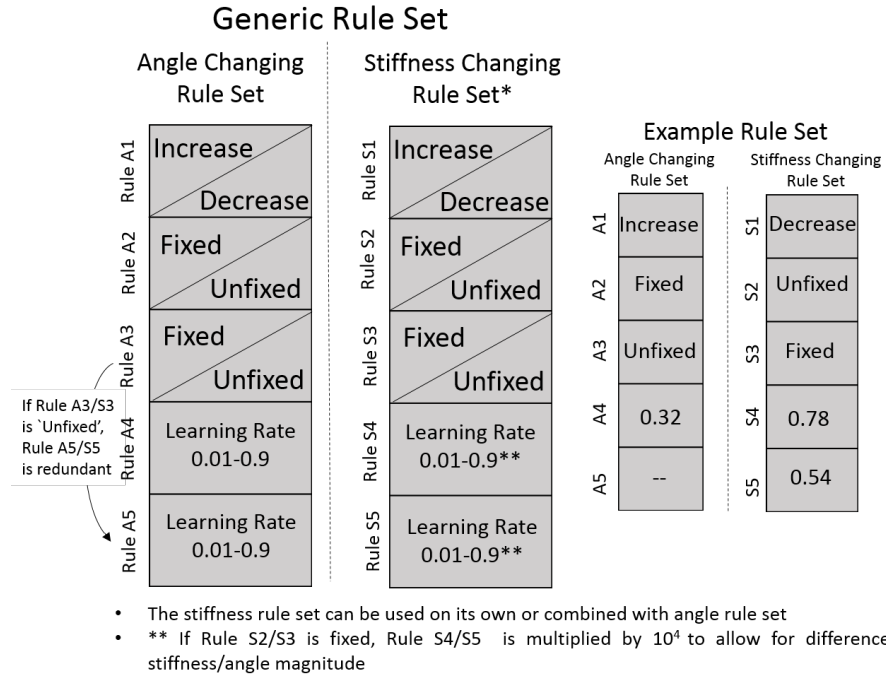 Generic Rule Set
Angle Changing
Rule Set
Stiffness Changing
Rule Set*
Rule A1
Increase
Decrease
Rule A2
Fixed
Unfixed
Rule A3
Fixed
Unfixed
Rule A4
Learning Rate
0.01-0.9
Rule A5
Learning Rate
0.01-0.9
If Rule A3/S3
is `Unfixed',
Rule A5/S5
is redundant
Rule S1
Increase
Decrease
Rule S2
Fixed
Unfixed
Rule S3
Fixed
Unfixed
Rule S4
Learning Rate
0.01-0.9**
Rule S5
Learning Rate
0.01-0.9**
Example Rule Set
Angle Changing
Rule Set
Stiffness Changing
Rule Set
A1
Increase
A2
Fixed
A3
Unfixed
A4
0.32
A5
--
S1
Decrease
S2
Unfixed
S3
Fixed
S4
0.78
S5
0.54
• The stiffness rule set can be used on its own or combined with angle rule set
• ** If Rule S2/S3 is fixed, Rule S4/S5 is multiplied by 10⁴ to allow for difference
stiffness/angle magnitude